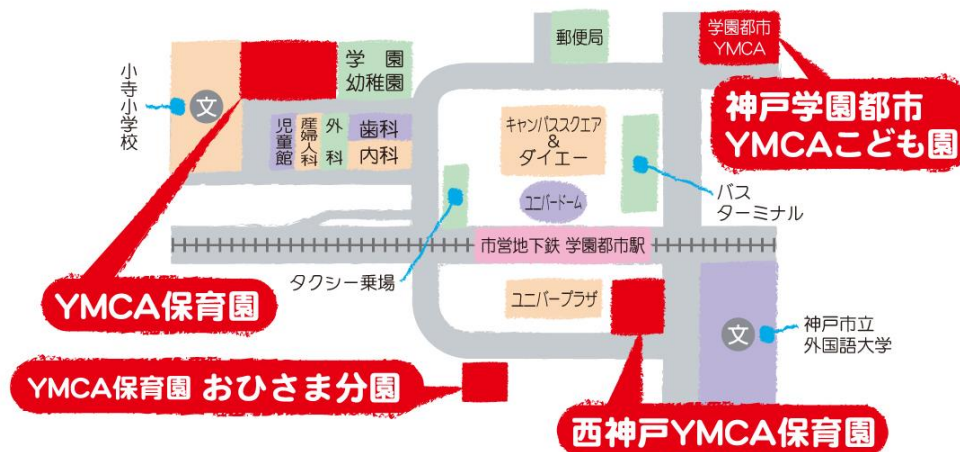 郵便局
学園都市
YMCA
小寺小学校
文
学園
幼稚園
児童館
産婦人科
外科
歯科
内科
キャンパススクエア
&
ダイエー
神戸学園都市
YMCAこども園
ユニバードーム
バス
ターミナル
市営地下鉄 学園都市駅
タクシー乗場
YMCA保育園
ユニバープラザ
文
神戸市立
外国語大学
YMCA保育園 おひさま分園
西神戸YMCA保育園